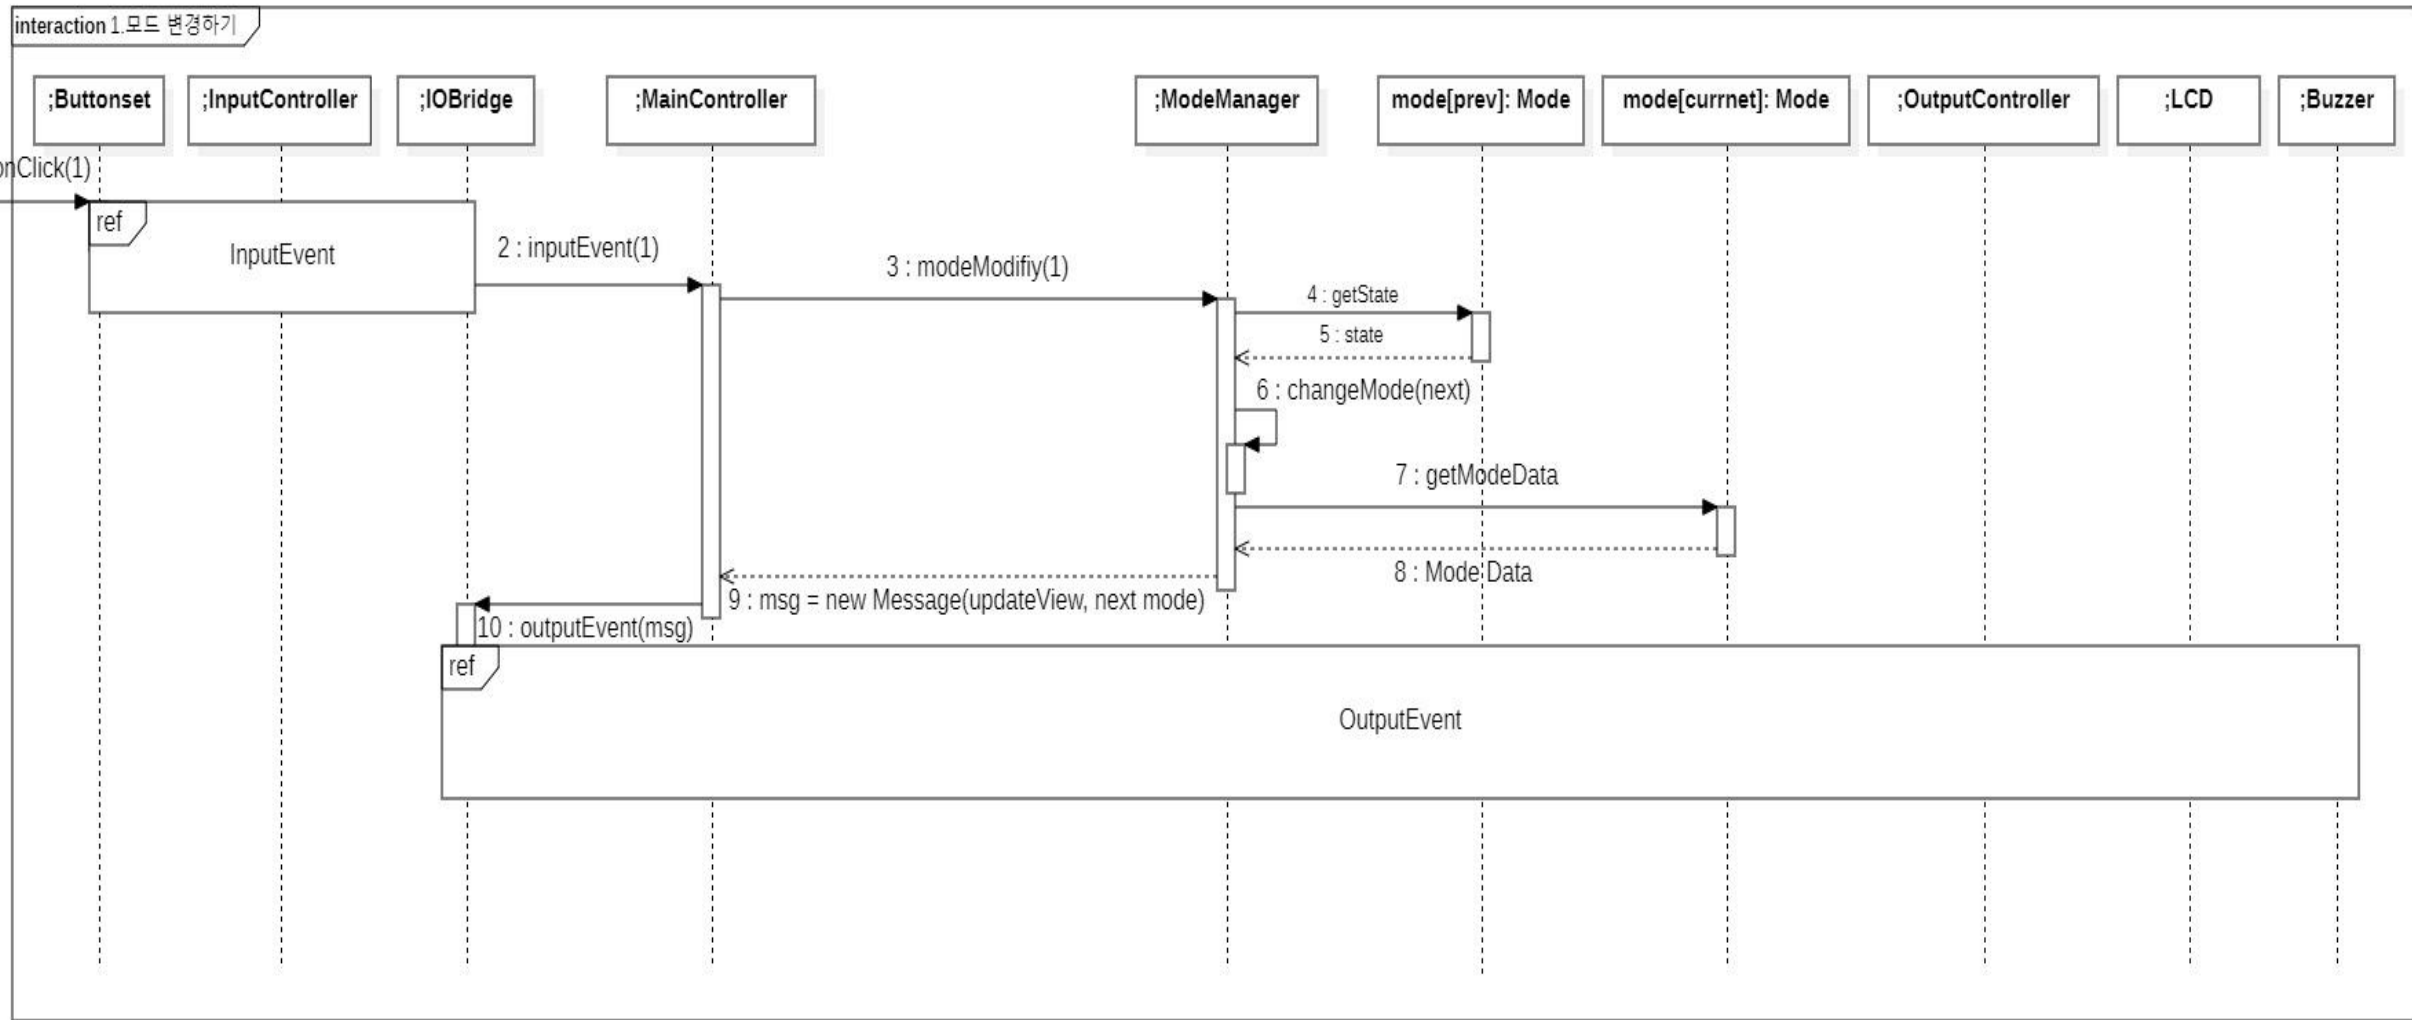 interaction 1.모드 변경하기
;Buttonset
;InputController
;IOBridge
;MainController
;ModeManager
mode[prev]: Mode
mode[currnet]: Mode
;OutputController
;LCD
;Buzzer
onClick(1)
ref
InputEvent
2 : inputEvent(1)
3 : modeModifiy(1)
4 : getState
5 : state
6 : changeMode(next)
7 : getModeData
8 : Mode Data
9 : msg = new Message(updateView, next mode)
10 : outputEvent(msg)
ref
OutputEvent